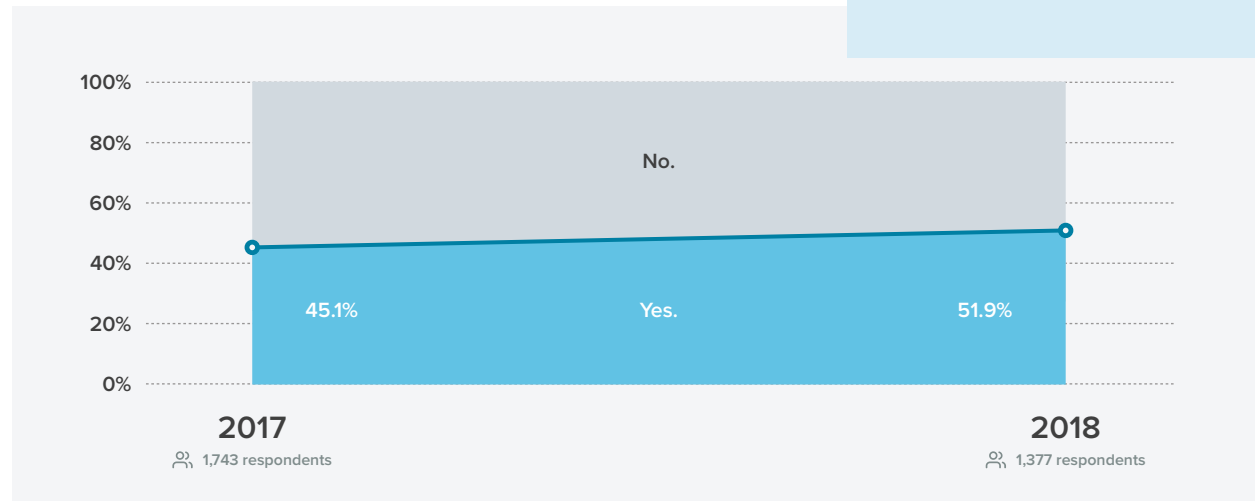 100%
80%
No.
60%
40%
45.1%
Yes.
51.9%
20%
0%
2017
2018
1,743 respondents
1,377 respondents